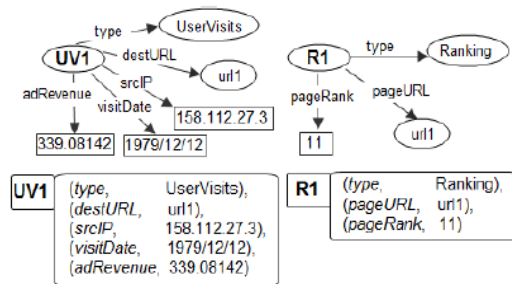 type
UserVisits
destURL
UV1
url1
srcIP
adRevenue
visitDate
158.112.27.3
339.08142
1979/12/12
type
R1
Ranking
pageRank
pageURL
11
url1
UV1
(type, UserVisits),
(destURL, url1),
(srcIP, 158.112.27.3),
(visitDate, 1979/12/12),
(adRevenue, 339.08142)
R1
(type, Ranking),
(pageURL, url1),
(pageRank, 11)